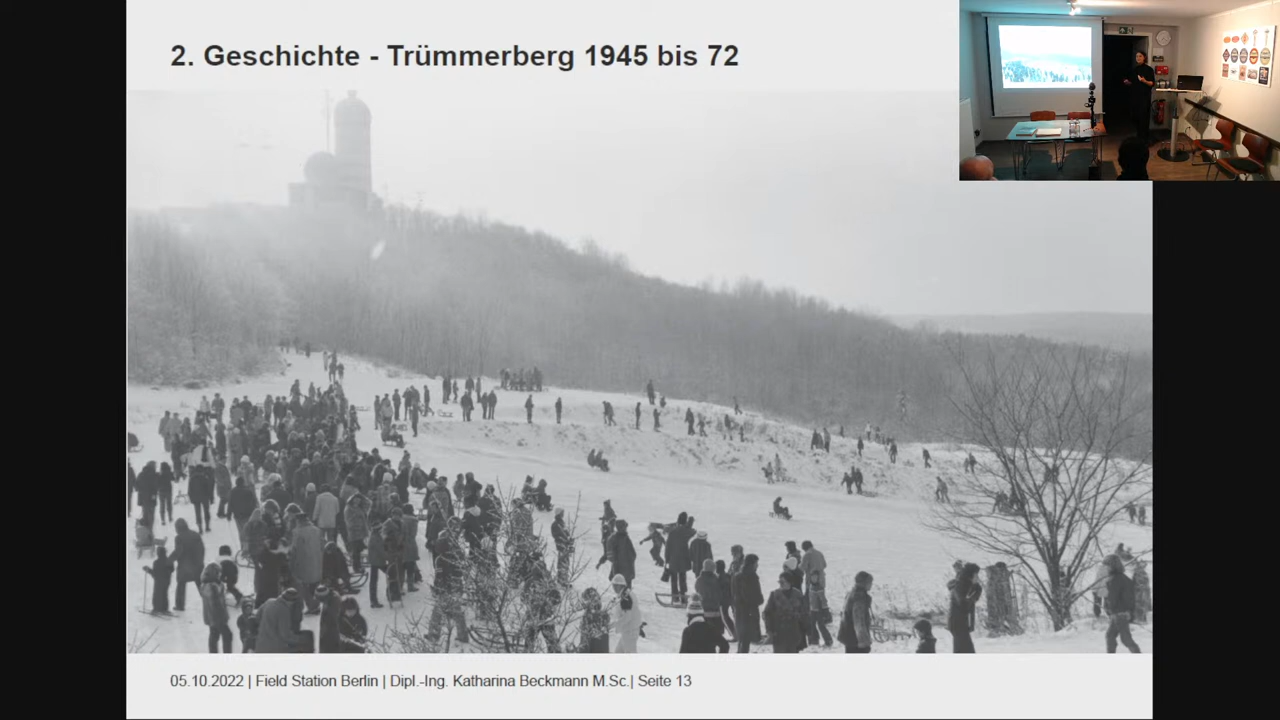 2. Geschichte - Trümmerberg 1945 bis 72
05.10.2022 | Field Station Berlin | Dipl.-Ing. Katharina Beckmann M.Sc.| Seite 13